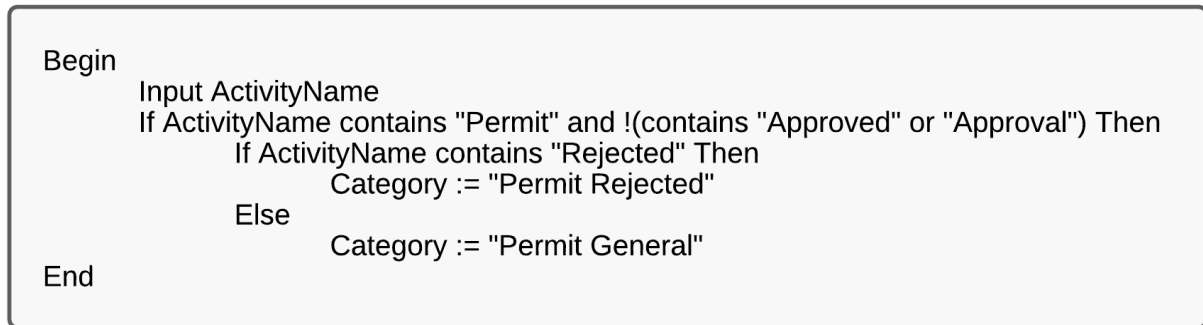 Begin
Input ActivityName
If ActivityName contains "Permit" and !(contains "Approved" or "Approval") Then
If ActivityName contains "Rejected" Then
Category := "Permit Rejected"
Else
Category := "Permit General"
End